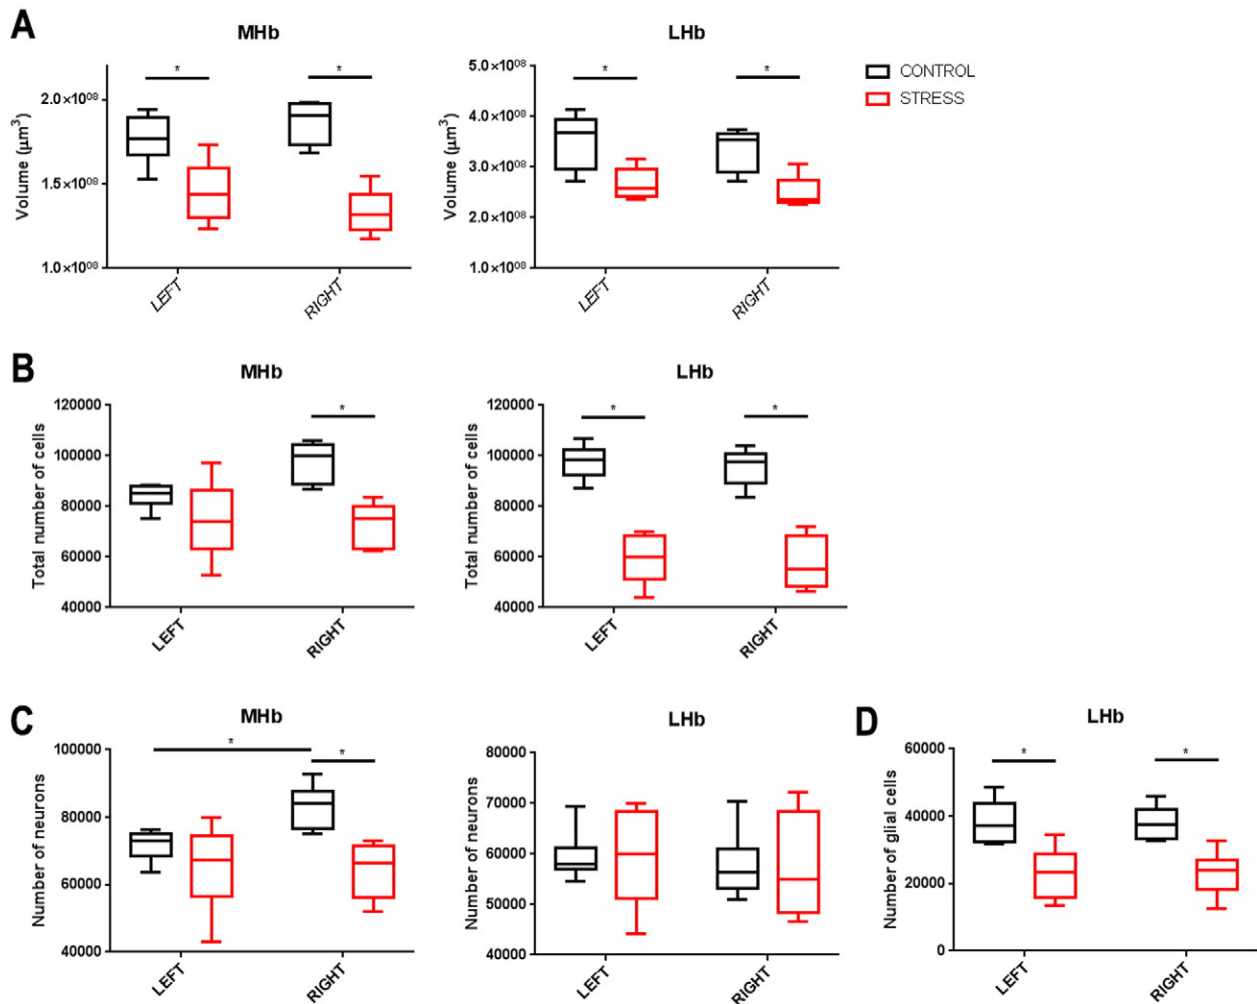 A
MHb
LHb
CONTROL
STRESS
Volume (μm³)
2.0×10⁰⁸
1.5×10⁰⁸
1.0×10⁰⁸
*
*
LEFT
RIGHT
Volume (μm³)
5.0×10⁰⁸
4.0×10⁰⁸
3.0×10⁰⁸
2.0×10⁰⁸
1.0×10⁰⁸
*
*
LEFT
RIGHT
B
MHb
LHb
Total number of cells
120000
100000
80000
60000
40000
*
LEFT
RIGHT
Total number of cells
120000
100000
80000
60000
40000
*
*
LEFT
RIGHT
C
MHb
LHb
Number of neurons
100000
80000
60000
40000
*
*
LEFT
RIGHT
Number of neurons
80000
70000
60000
50000
40000
LEFT
RIGHT
D
LHb
Number of glial cells
60000
40000
20000
0
*
*
LEFT
RIGHT